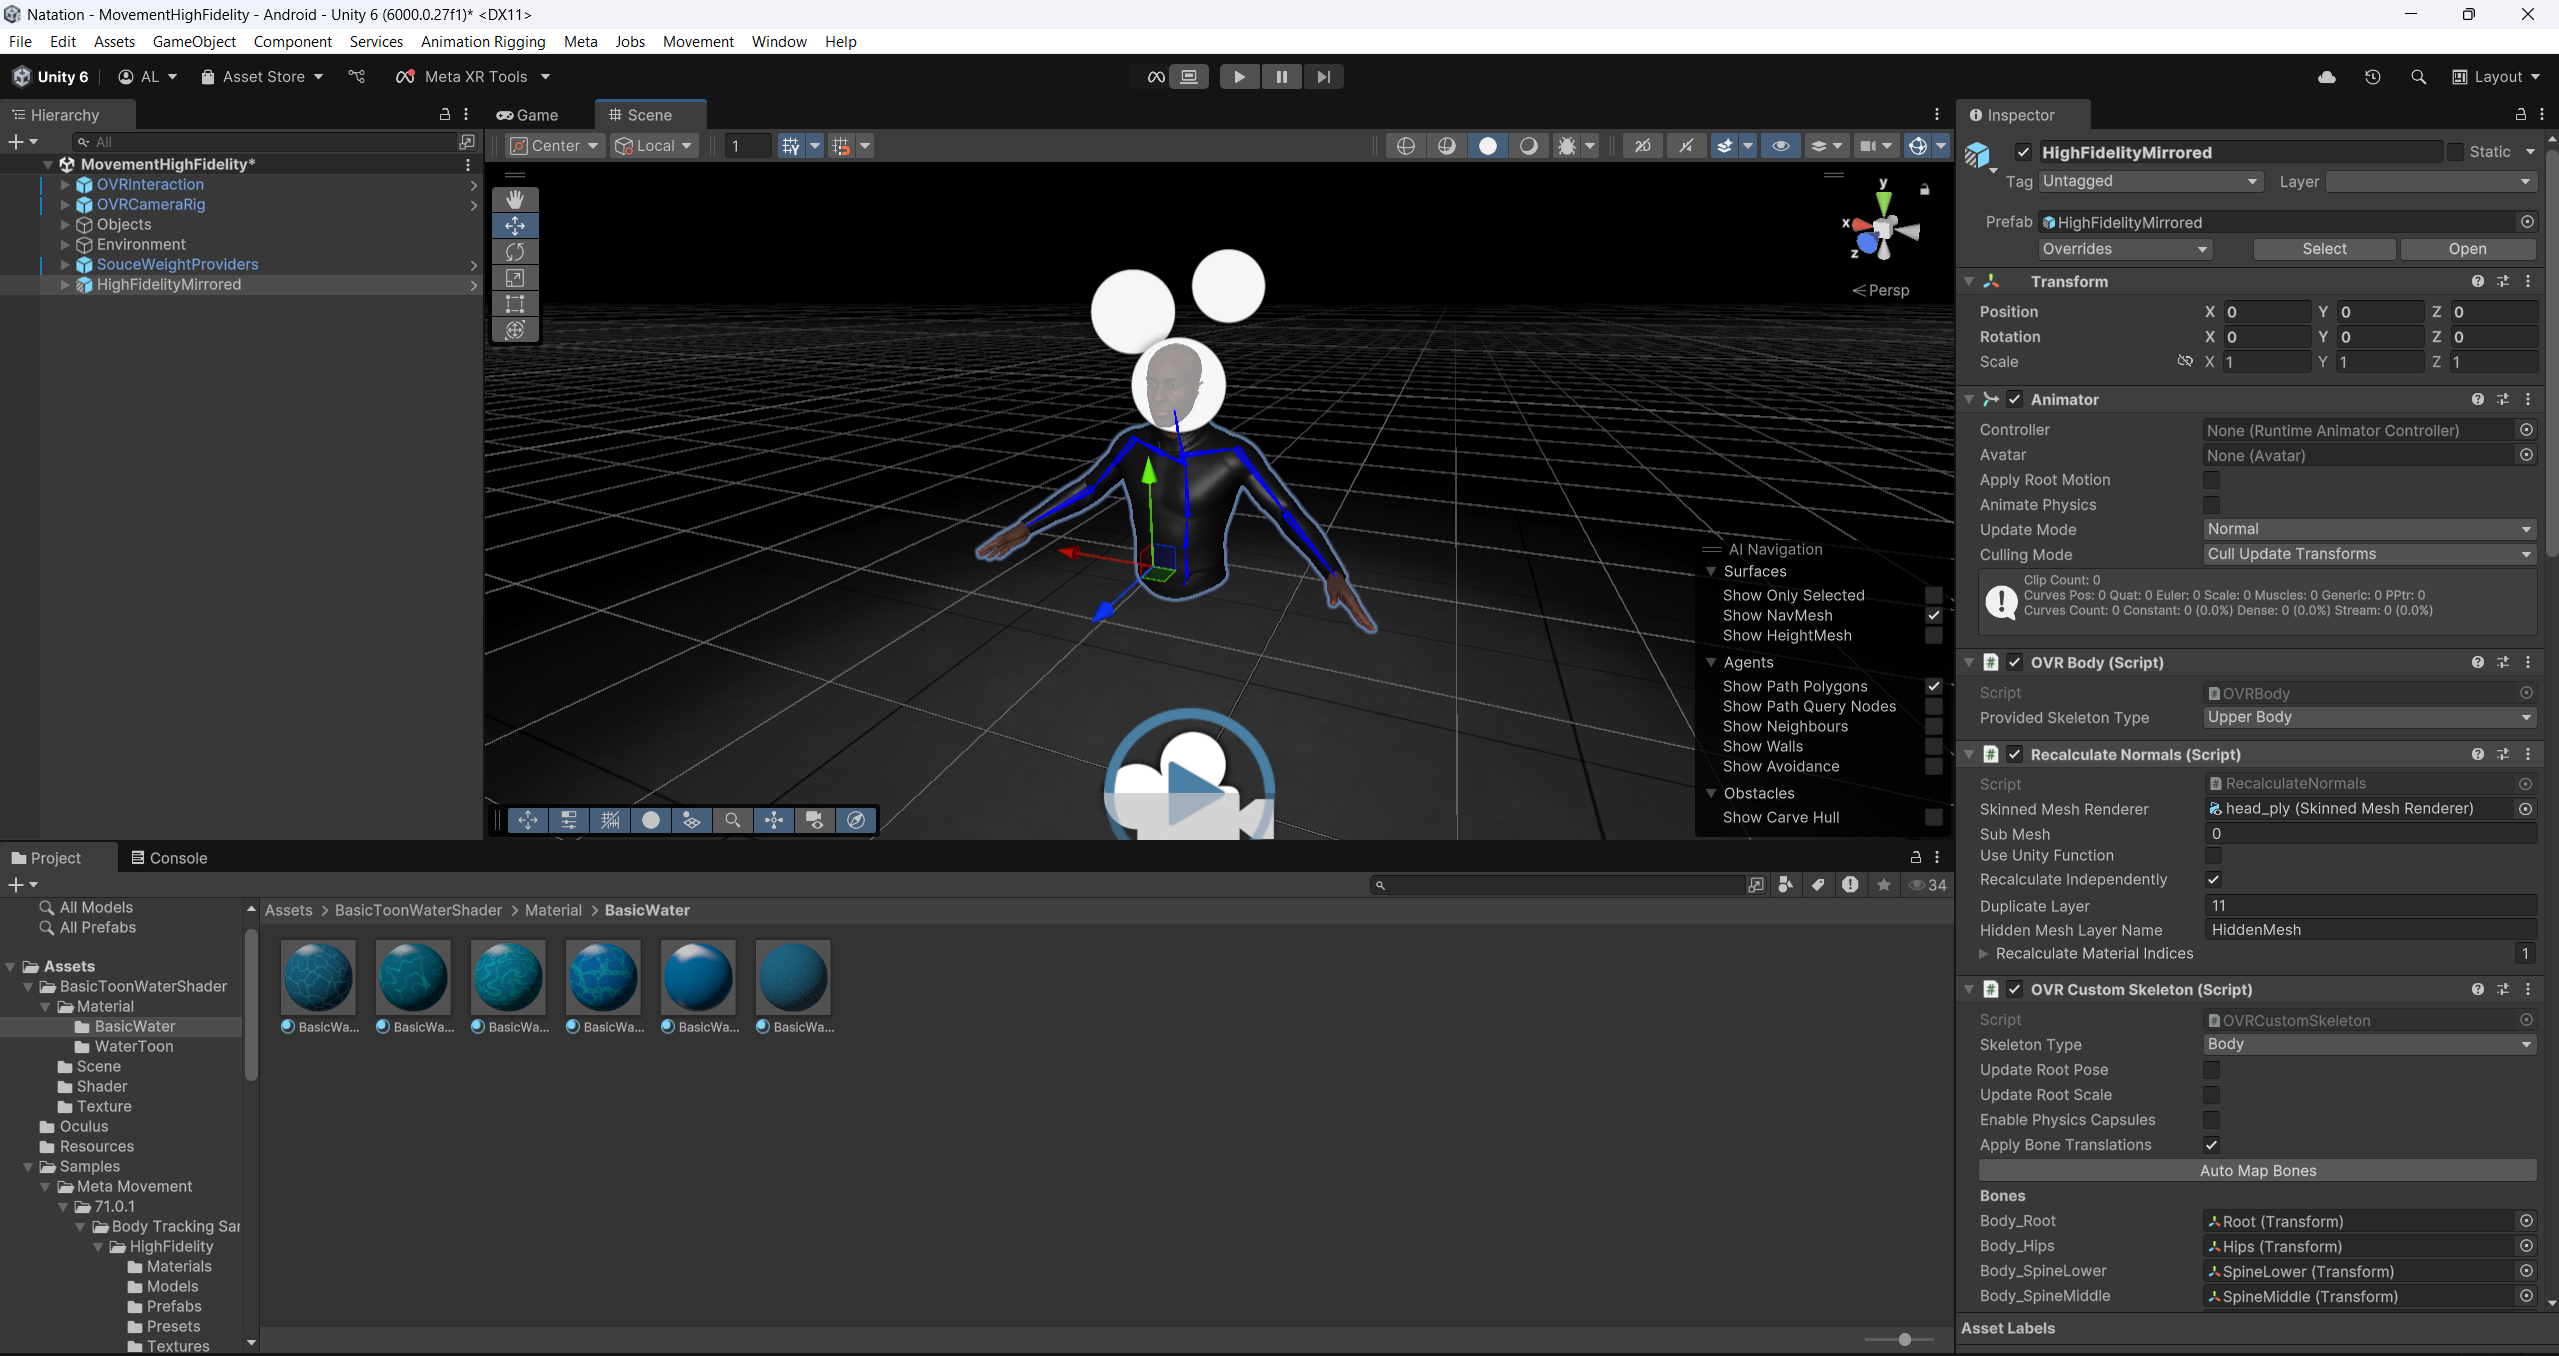 Natation - MovementHighFidelity - Android - Unity 6 (6000.0.27f1)* <DX11>
File Edit Assets GameObject Component Services Animation Rigging Meta Jobs Movement Window Help
Unity 6 AL Asset Store Meta XR Tools Layout
Hierarchy
All
MovementHighFidelity*
OVRInteraction
OVRCameraRig
Objects
Environment
SouceWeightProviders
HighFidelityMirrored
Game Scene
Center Local 1 2D
y
x
z
Persp
AI Navigation
Surfaces
Show Only Selected
Show NavMesh
Show HeightMesh
Agents
Show Path Polygons
Show Path Query Nodes
Show Neighbours
Show Walls
Show Avoidance
Obstacles
Show Carve Hull
Project Console
34
All Models
All Prefabs
Assets
BasicToonWaterShader
Material
BasicWater
WaterToon
Scene
Shader
Texture
Oculus
Resources
Samples
Meta Movement
71.0.1
Body Tracking Sar
HighFidelity
Materials
Models
Prefabs
Presets
Textures
Assets > BasicToonWaterShader > Material > BasicWater
BasicWa... BasicWa... BasicWa... BasicWa... BasicWa... BasicWa...
Inspector
HighFidelityMirrored Static
Tag Untagged Layer
Prefab HighFidelityMirrored
Overrides Select Open
Transform
Position X 0 Y 0 Z 0
Rotation X 0 Y 0 Z 0
Scale X 1 Y 1 Z 1
Animator
Controller None (Runtime Animator Controller)
Avatar None (Avatar)
Apply Root Motion
Animate Physics
Update Mode Normal
Culling Mode Cull Update Transforms
Clip Count: 0
Curves Pos: 0 Quat: 0 Euler: 0 Scale: 0 Muscles: 0 Generic: 0 PPtr: 0
Curves Count: 0 Constant: 0 (0.0%) Dense: 0 (0.0%) Stream: 0 (0.0%)
OVR Body (Script)
Script OVRBody
Provided Skeleton Type Upper Body
Recalculate Normals (Script)
Script RecalculateNormals
Skinned Mesh Renderer head_ply (Skinned Mesh Renderer)
Sub Mesh 0
Use Unity Function
Recalculate Independently
Duplicate Layer 11
Hidden Mesh Layer Name HiddenMesh
Recalculate Material Indices 1
OVR Custom Skeleton (Script)
Script OVRCustomSkeleton
Skeleton Type Body
Update Root Pose
Update Root Scale
Enable Physics Capsules
Apply Bone Translations
Auto Map Bones
Bones
Body_Root Root (Transform)
Body_Hips Hips (Transform)
Body_SpineLower SpineLower (Transform)
Body_SpineMiddle SpineMiddle (Transform)
Asset Labels